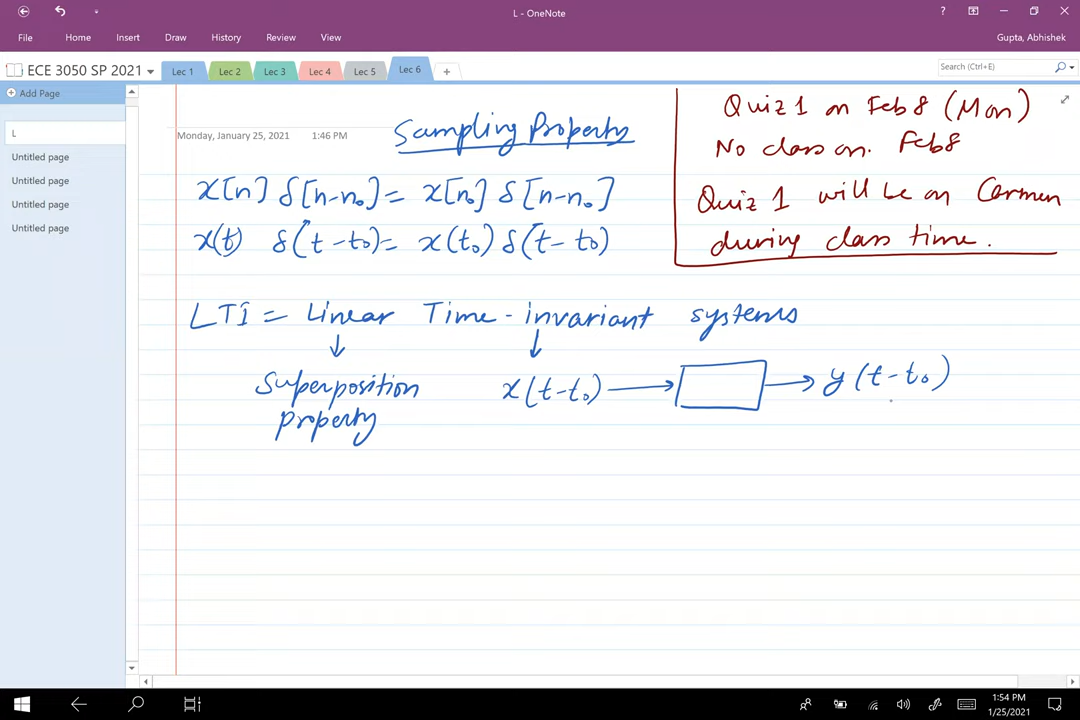 L - OneNote
?
Gupta, Abhishek
File Home Insert Draw History Review View
ECE 3050 SP 2021
Lec 1 Lec 2 Lec 3 Lec 4 Lec 5 Lec 6 +
Search (Ctrl+E)
Add Page
L
Untitled page
Untitled page
Untitled page
Untitled page
Monday, January 25, 2021 1:46 PM
Sampling Property
x[n] δ[n-n₀] = x[n₀] δ[n-n₀]
x(t) δ(t-t₀) = x(t₀) δ(t-t₀)
Quiz 1 on Feb 8 (Mon)
No class on. Feb 8
Quiz 1 will be on Carmen
during class time.
LTI = Linear Time-invariant systems
↓ ↓
Superposition
property
x(t-t₀) → → y(t-t₀)
1:54 PM
1/25/2021